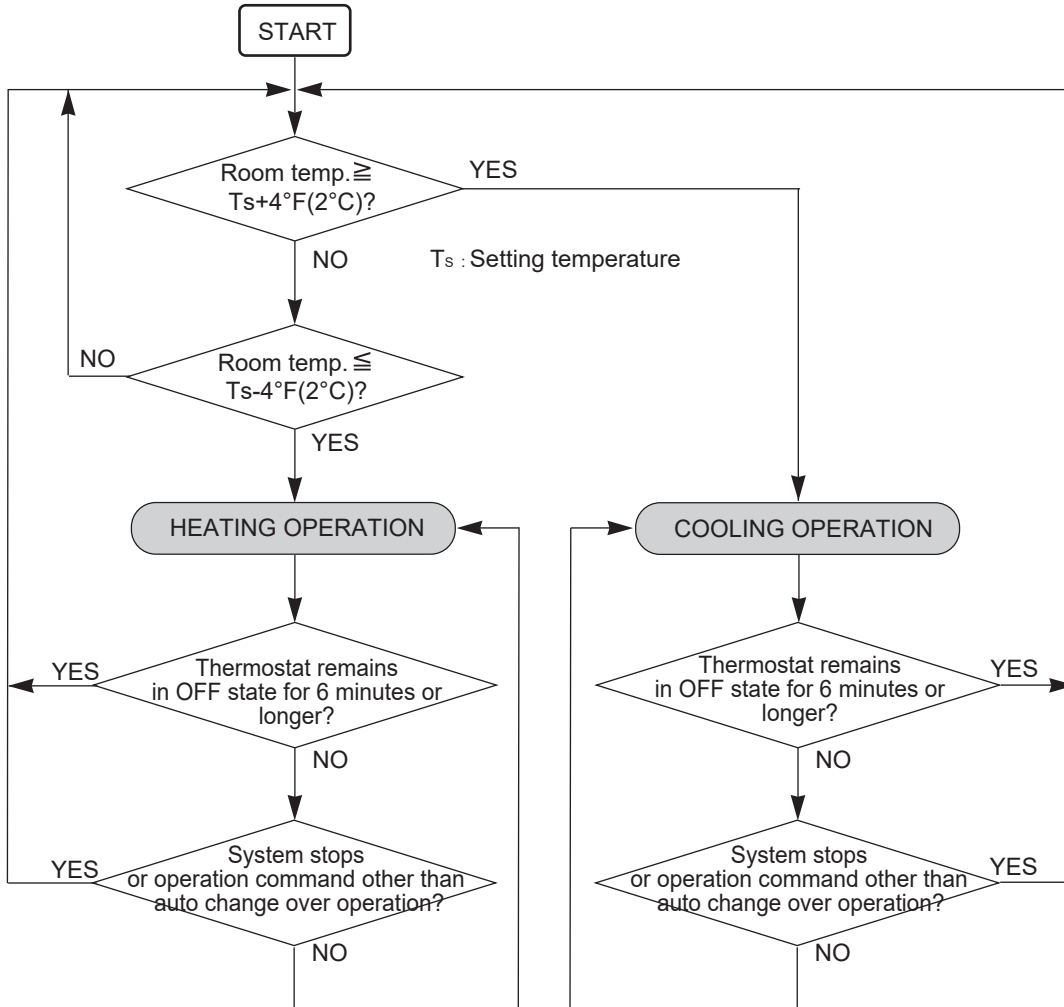 START
Room temp.≧
Ts+4°F(2°C)?
YES
NO
Ts : Setting temperature
NO
Room temp.≦
Ts-4°F(2°C)?
YES
HEATING OPERATION
COOLING OPERATION
YES
Thermostat remains
in OFF state for 6 minutes or
longer?
NO
Thermostat remains
in OFF state for 6 minutes or
longer?
YES
NO
YES
System stops
or operation command other than
auto change over operation?
NO
System stops
or operation command other than
auto change over operation?
YES
NO